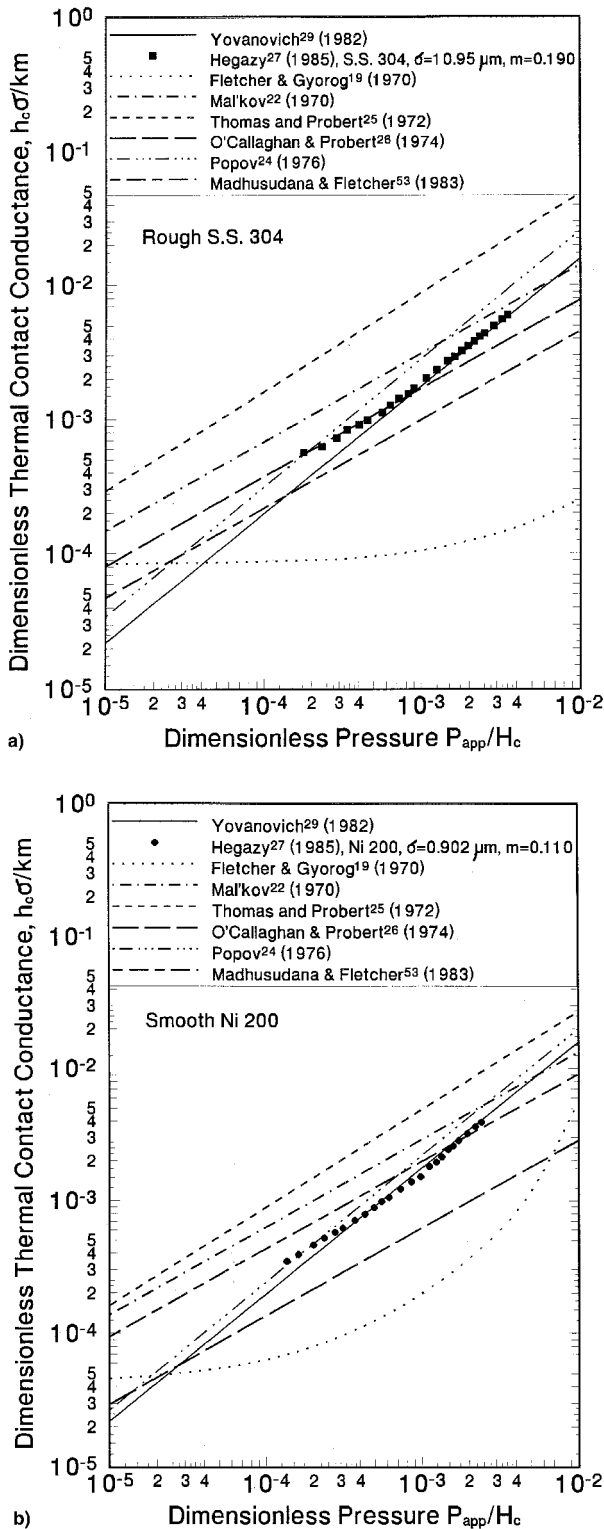 10⁰
5
4
3
2
10⁻¹
5
4
3
2
10⁻²
5
4
3
2
10⁻³
5
4
3
2
10⁻⁴
5
4
3
2
10⁻⁵
Dimensionless Thermal Contact Conductance, h꜀σ/km
Yovanovich²⁹ (1982)
Hegazy²⁷ (1985), S.S. 304, σ=10.95 μm, m=0.190
Fletcher & Gyorog¹⁹ (1970)
Mal'kov²² (1970)
Thomas and Probert²⁵ (1972)
O'Callaghan & Probert²⁶ (1974)
Popov²⁴ (1976)
Madhusudana & Fletcher⁵³ (1983)
Rough S.S. 304
10⁻⁵ 2 3 4 10⁻⁴ 2 3 4 10⁻³ 2 3 4 10⁻²
a) Dimensionless Pressure Papp/Hc
10⁰
5
4
3
2
10⁻¹
5
4
3
2
10⁻²
5
4
3
2
10⁻³
5
4
3
2
10⁻⁴
5
4
3
2
10⁻⁵
Dimensionless Thermal Contact Conductance, h꜀σ/km
Yovanovich²⁹ (1982)
Hegazy²⁷ (1985), Ni 200, σ=0.902 μm, m=0.110
Fletcher & Gyorog¹⁹ (1970)
Mal'kov²² (1970)
Thomas and Probert²⁵ (1972)
O'Callaghan & Probert²⁶ (1974)
Popov²⁴ (1976)
Madhusudana & Fletcher⁵³ (1983)
Smooth Ni 200
10⁻⁵ 2 3 4 10⁻⁴ 2 3 4 10⁻³ 2 3 4 10⁻²
b) Dimensionless Pressure Papp/Hc